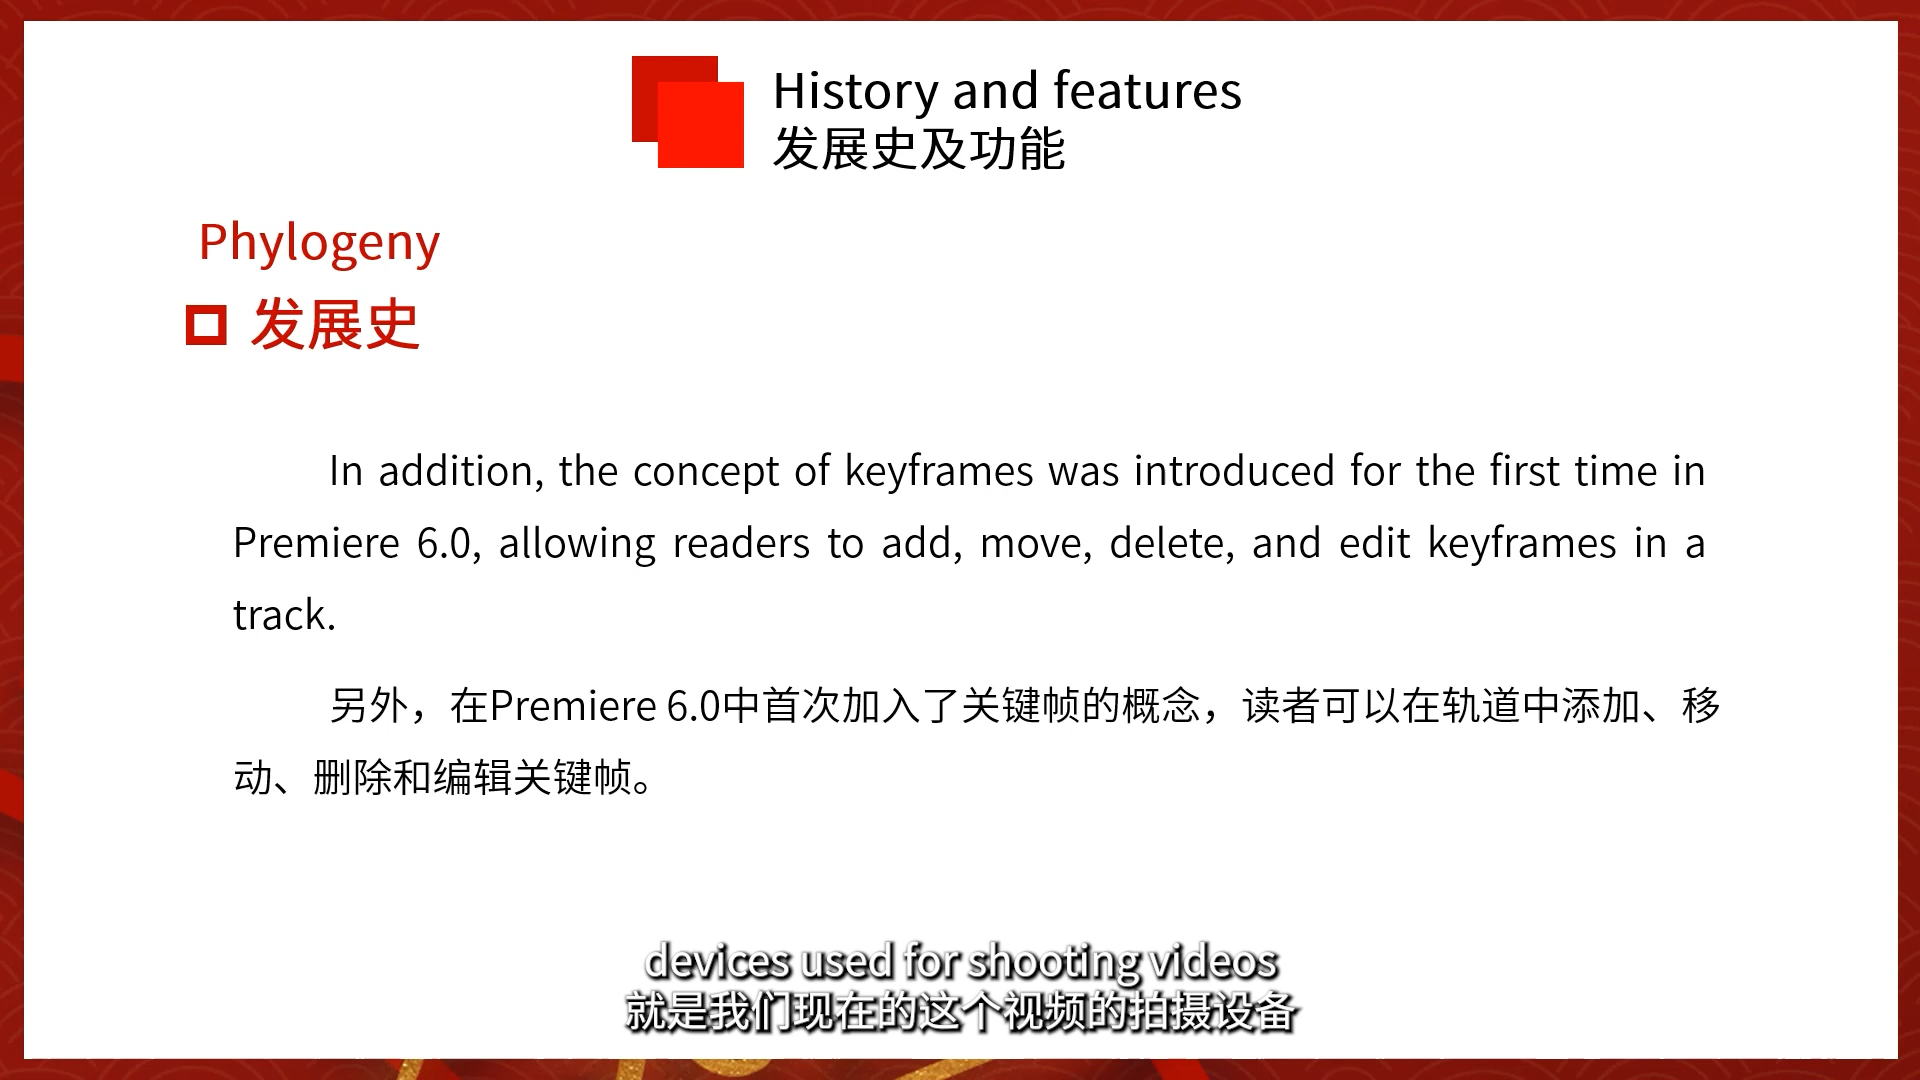 History and features
发展史及功能
Phylogeny
发展史
In addition, the concept of keyframes was introduced for the first time in
Premiere 6.0, allowing readers to add, move, delete, and edit keyframes in a
track.
另外，在Premiere 6.0中首次加入了关键帧的概念，读者可以在轨道中添加、移
动、删除和编辑关键帧。
devices used for shooting videos
就是我们现在的这个视频的拍摄设备